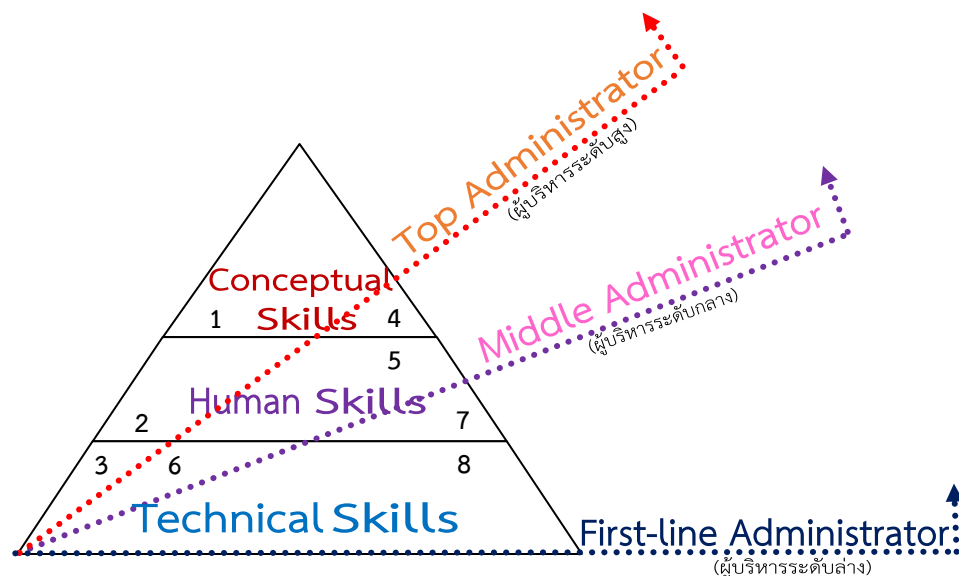 Top Administrator
(ผู้บริหารระดับสูง)
Middle Administrator
(ผู้บริหารระดับกลาง)
Conceptual
1 Skills 4
5
Human Skills
2 7
3 6 8
Technical Skills
First-line Administrator
(ผู้บริหารระดับล่าง)